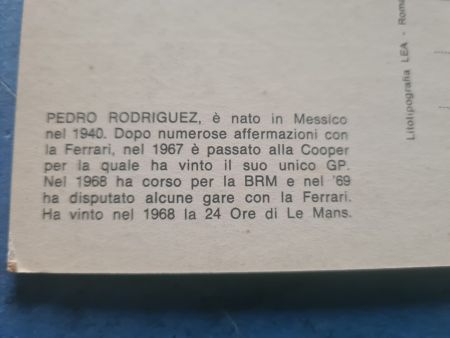 PEDRO RODRIGUEZ, è nato in Messico
nel 1940. Dopo numerose affermazioni con
la Ferrari, nel 1967 è passato alla Cooper
per la quale ha vinto il suo unico GP.
Nel 1968 ha corso per la BRM e nel '69
ha disputato alcune gare con la Ferrari.
Ha vinto nel 1968 la 24 Ore di Le Mans.
Litotipografia LEA - Roma